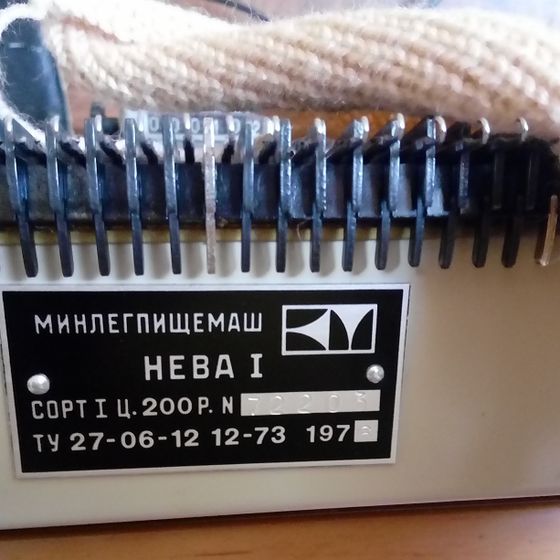 МИНЛЕГПИЩЕМАШ
НЕВА I
СОРТ I Ц. 200 Р. N 72203
ТУ 27-06-12 12-73 197